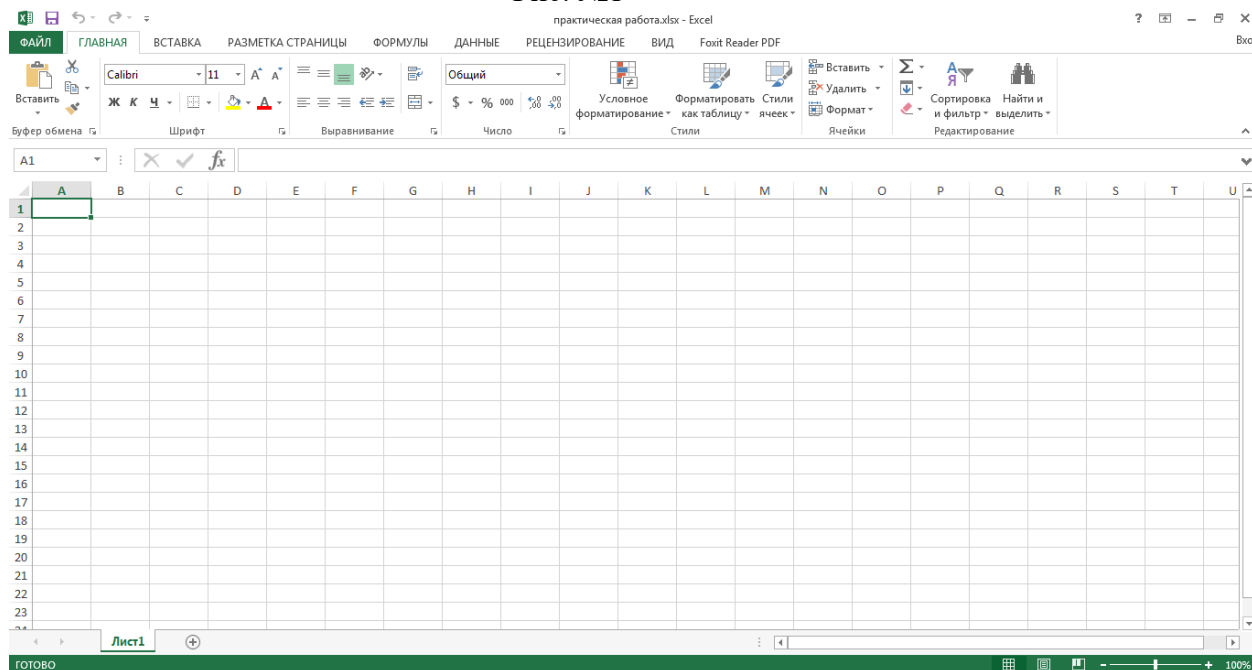 практическая работа.xlsx - Excel
ФАЙЛ ГЛАВНАЯ ВСТАВКА РАЗМЕТКА СТРАНИЦЫ ФОРМУЛЫ ДАННЫЕ РЕЦЕНЗИРОВАНИЕ ВИД Foxit Reader PDF Вхо
Вставить
Calibri 11
Ж К Ч
Общий
$ % 000
Условное форматирование
Форматировать как таблицу
Стили ячеек
Вставить
Удалить
Формат
Сортировка и фильтр
Найти и выделить
Буфер обмена Шрифт Выравнивание Число Стили Ячейки Редактирование
A1 fx
A B C D E F G H I J K L M N O P Q R S T U
1
2
3
4
5
6
7
8
9
10
11
12
13
14
15
16
17
18
19
20
21
22
23
Лист1
ГОТОВО 100%